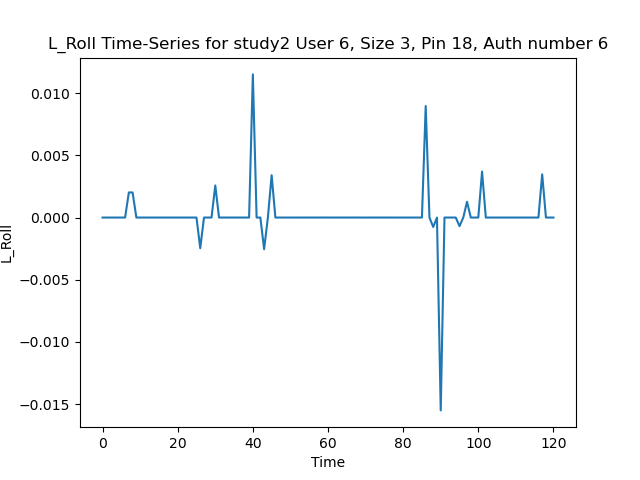 L_Roll Time-Series for study2 User 6, Size 3, Pin 18, Auth number 6
0.010
0.005
0.000
−0.005
−0.010
−0.015
L_Roll
0 20 40 60 80 100 120
Time